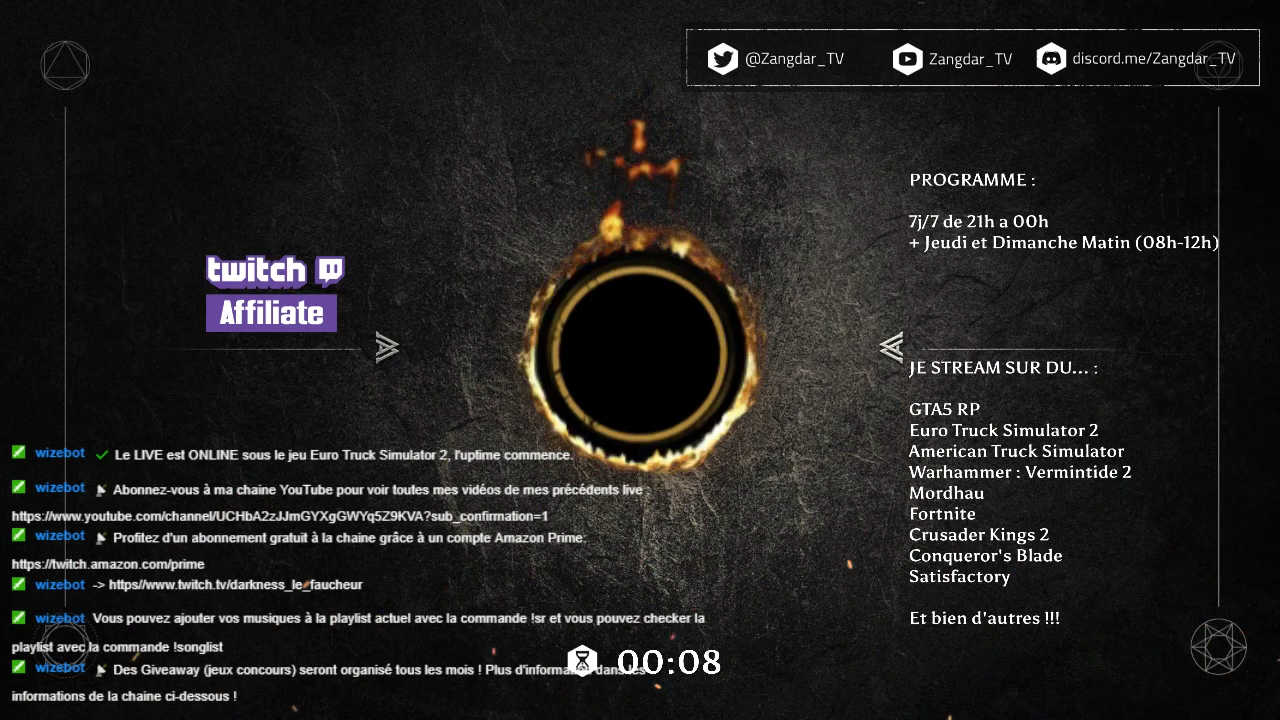 @Zangdar_TV
Zangdar_TV
discord.me/Zangdar_TV
PROGRAMME :
7j/7 de 21h a 00h
+ Jeudi et Dimanche Matin (08h-12h)
twitch
Affiliate
JE STREAM SUR DU... :
GTA5 RP
Euro Truck Simulator 2
American Truck Simulator
Warhammer : Vermintide 2
Mordhau
Fortnite
Crusader Kings 2
Conqueror's Blade
Satisfactory
Et bien d'autres !!!
wizebot Le LIVE est ONLINE sous le jeu Euro Truck Simulator 2, l'uptime commence.
wizebot Abonnez-vous à ma chaine YouTube pour voir toutes mes vidéos de mes précédents live :
https://www.youtube.com/channel/UCHbA2zJJmGYXgGWYq5Z9KVA?sub_confirmation=1
wizebot Profitez d'un abonnement gratuit à la chaine grâce à un compte Amazon Prime:
https://twitch.amazon.com/prime
wizebot -> https//www.twitch.tv/darkness_le_faucheur
wizebot Vous pouvez ajouter vos musiques à la playlist actuel avec la commande !sr et vous pouvez checker la
playlist avec la commande !songlist
wizebot Des Giveaway (jeux concours) seront organisé tous les mois ! Plus d'information dans les
informations de la chaine ci-dessous !
00:08